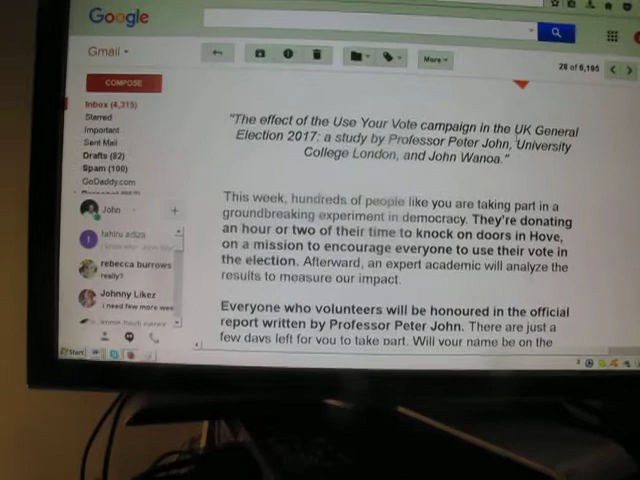 Google
Gmail
More
28 of 6,195
COMPOSE
Inbox (4,315)
Starred
Important
Sent Mail
Drafts (82)
Spam (100)
GoDaddy.com
John
tahiru adiza
rebecca burrows
really?
Johnny Likez
i need few more wee
"The effect of the Use Your Vote campaign in the UK General
Election 2017: a study by Professor Peter John, University
College London, and John Wanoa."
This week, hundreds of people like you are taking part in a
groundbreaking experiment in democracy. They're donating
an hour or two of their time to knock on doors in Hove,
on a mission to encourage everyone to use their vote in
the election. Afterward, an expert academic will analyze the
results to measure our impact.
Everyone who volunteers will be honoured in the official
report written by Professor Peter John. There are just a
few days left for you to take part. Will your name be on the
Start